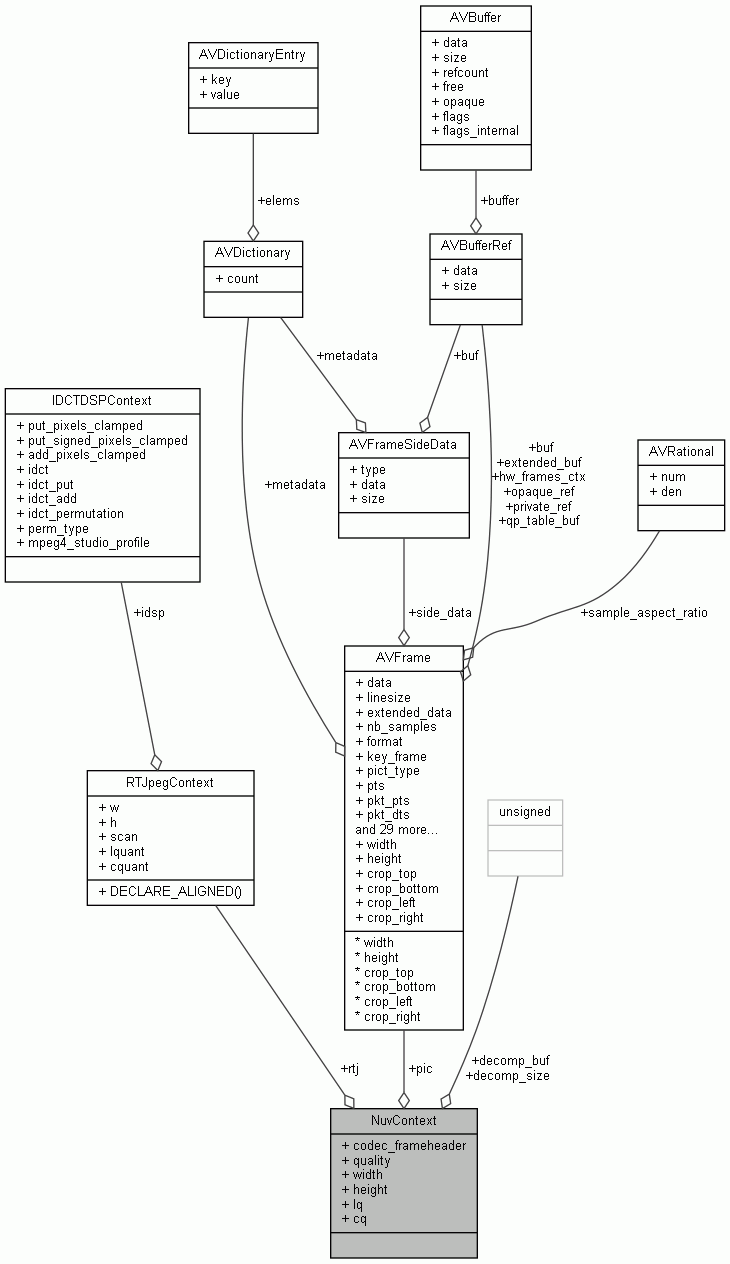 AVBuffer
+ data
+ size
+ refcount
+ free
+ opaque
+ flags
+ flags_internal
AVDictionaryEntry
+ key
+ value
+elems
+buffer
AVDictionary
+ count
AVBufferRef
+ data
+ size
+metadata
+buf
IDCTDSPContext
+ put_pixels_clamped
+ put_signed_pixels_clamped
+ add_pixels_clamped
+ idct
+ idct_put
+ idct_add
+ idct_permutation
+ perm_type
+ mpeg4_studio_profile
AVFrameSideData
+ type
+ data
+ size
+metadata
+buf
+extended_buf
+hw_frames_ctx
+opaque_ref
+private_ref
+qp_table_buf
AVRational
+ num
+ den
+idsp
+side_data
+sample_aspect_ratio
AVFrame
+ data
+ linesize
+ extended_data
+ nb_samples
+ format
+ key_frame
+ pict_type
+ pts
+ pkt_pts
+ pkt_dts
and 29 more...
+ width
+ height
+ crop_top
+ crop_bottom
+ crop_left
+ crop_right
* width
* height
* crop_top
* crop_bottom
* crop_left
* crop_right
RTJpegContext
+ w
+ h
+ scan
+ lquant
+ cquant
+ DECLARE_ALIGNED()
unsigned
+rtj
+pic
+decomp_buf
+decomp_size
NuvContext
+ codec_frameheader
+ quality
+ width
+ height
+ lq
+ cq